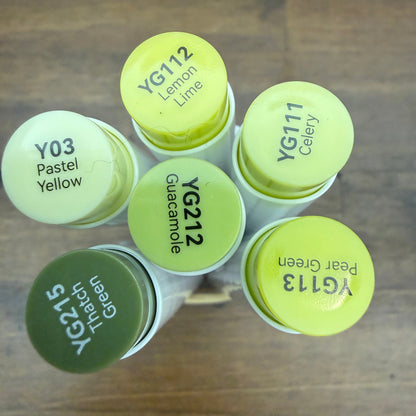 YG112
Lemon
Lime
YG111
Celery
Y03
Pastel
Yellow
YG212
Guacamole
YG113
Pear Green
YG215
Thatch
Green